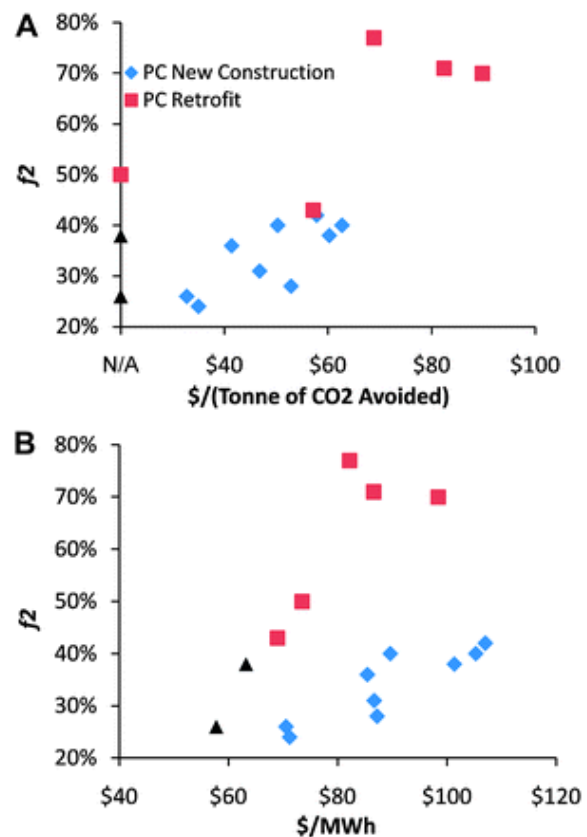 A
80%
PC New Construction
70%
PC Retrofit
60%
f2
50%
40%
30%
20%
N/A $40 $60 $80 $100
$/(Tonne of CO2 Avoided)
B
80%
70%
60%
f2
50%
40%
30%
20%
$40 $60 $80 $100 $120
$/MWh